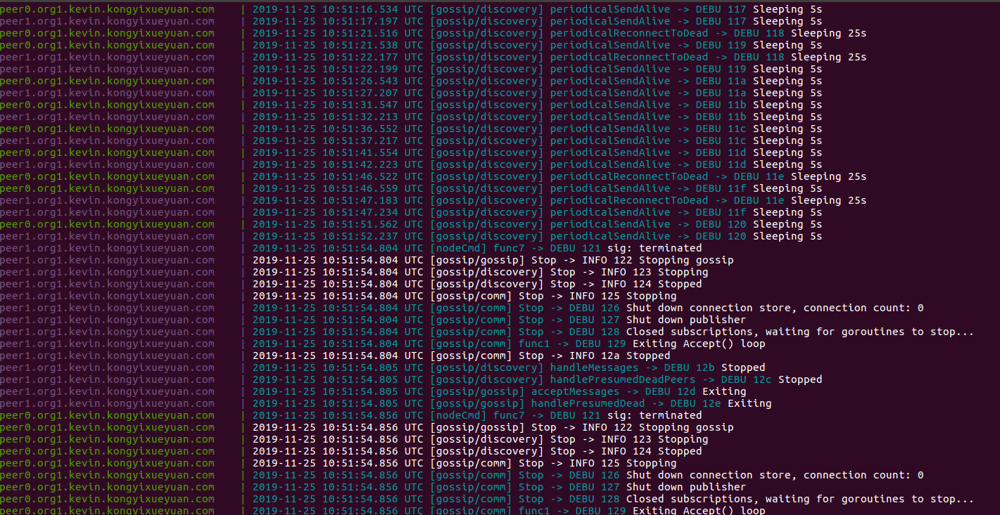 peer0.org1.kevin.kongyixueyuan.com | 2019-11-25 10:51:16.534 UTC [gossip/discovery] periodicalSendAlive -> DEBU 117 Sleeping 5s
peer1.org1.kevin.kongyixueyuan.com | 2019-11-25 10:51:17.197 UTC [gossip/discovery] periodicalSendAlive -> DEBU 117 Sleeping 5s
peer0.org1.kevin.kongyixueyuan.com | 2019-11-25 10:51:21.516 UTC [gossip/discovery] periodicalReconnectToDead -> DEBU 118 Sleeping 25s
peer0.org1.kevin.kongyixueyuan.com | 2019-11-25 10:51:21.538 UTC [gossip/discovery] periodicalSendAlive -> DEBU 119 Sleeping 5s
peer1.org1.kevin.kongyixueyuan.com | 2019-11-25 10:51:22.177 UTC [gossip/discovery] periodicalReconnectToDead -> DEBU 118 Sleeping 25s
peer1.org1.kevin.kongyixueyuan.com | 2019-11-25 10:51:22.199 UTC [gossip/discovery] periodicalSendAlive -> DEBU 119 Sleeping 5s
peer0.org1.kevin.kongyixueyuan.com | 2019-11-25 10:51:26.543 UTC [gossip/discovery] periodicalSendAlive -> DEBU 11a Sleeping 5s
peer1.org1.kevin.kongyixueyuan.com | 2019-11-25 10:51:27.207 UTC [gossip/discovery] periodicalSendAlive -> DEBU 11a Sleeping 5s
peer0.org1.kevin.kongyixueyuan.com | 2019-11-25 10:51:31.547 UTC [gossip/discovery] periodicalSendAlive -> DEBU 11b Sleeping 5s
peer1.org1.kevin.kongyixueyuan.com | 2019-11-25 10:51:32.213 UTC [gossip/discovery] periodicalSendAlive -> DEBU 11b Sleeping 5s
peer0.org1.kevin.kongyixueyuan.com | 2019-11-25 10:51:36.552 UTC [gossip/discovery] periodicalSendAlive -> DEBU 11c Sleeping 5s
peer1.org1.kevin.kongyixueyuan.com | 2019-11-25 10:51:37.217 UTC [gossip/discovery] periodicalSendAlive -> DEBU 11c Sleeping 5s
peer0.org1.kevin.kongyixueyuan.com | 2019-11-25 10:51:41.554 UTC [gossip/discovery] periodicalSendAlive -> DEBU 11d Sleeping 5s
peer1.org1.kevin.kongyixueyuan.com | 2019-11-25 10:51:42.223 UTC [gossip/discovery] periodicalSendAlive -> DEBU 11d Sleeping 5s
peer0.org1.kevin.kongyixueyuan.com | 2019-11-25 10:51:46.522 UTC [gossip/discovery] periodicalReconnectToDead -> DEBU 11e Sleeping 25s
peer0.org1.kevin.kongyixueyuan.com | 2019-11-25 10:51:46.559 UTC [gossip/discovery] periodicalSendAlive -> DEBU 11f Sleeping 5s
peer1.org1.kevin.kongyixueyuan.com | 2019-11-25 10:51:47.183 UTC [gossip/discovery] periodicalReconnectToDead -> DEBU 11e Sleeping 25s
peer1.org1.kevin.kongyixueyuan.com | 2019-11-25 10:51:47.234 UTC [gossip/discovery] periodicalSendAlive -> DEBU 11f Sleeping 5s
peer0.org1.kevin.kongyixueyuan.com | 2019-11-25 10:51:51.562 UTC [gossip/discovery] periodicalSendAlive -> DEBU 120 Sleeping 5s
peer1.org1.kevin.kongyixueyuan.com | 2019-11-25 10:51:52.237 UTC [gossip/discovery] periodicalSendAlive -> DEBU 120 Sleeping 5s
peer1.org1.kevin.kongyixueyuan.com | 2019-11-25 10:51:54.804 UTC [nodeCmd] func7 -> DEBU 121 sig: terminated
peer1.org1.kevin.kongyixueyuan.com | 2019-11-25 10:51:54.804 UTC [gossip/gossip] Stop -> INFO 122 Stopping gossip
peer1.org1.kevin.kongyixueyuan.com | 2019-11-25 10:51:54.804 UTC [gossip/discovery] Stop -> INFO 123 Stopping
peer1.org1.kevin.kongyixueyuan.com | 2019-11-25 10:51:54.804 UTC [gossip/discovery] Stop -> INFO 124 Stopped
peer1.org1.kevin.kongyixueyuan.com | 2019-11-25 10:51:54.804 UTC [gossip/comm] Stop -> INFO 125 Stopping
peer1.org1.kevin.kongyixueyuan.com | 2019-11-25 10:51:54.804 UTC [gossip/comm] Stop -> DEBU 126 Shut down connection store, connection count: 0
peer1.org1.kevin.kongyixueyuan.com | 2019-11-25 10:51:54.804 UTC [gossip/comm] Stop -> DEBU 127 Shut down publisher
peer1.org1.kevin.kongyixueyuan.com | 2019-11-25 10:51:54.804 UTC [gossip/comm] Stop -> DEBU 128 Closed subscriptions, waiting for goroutines to stop...
peer1.org1.kevin.kongyixueyuan.com | 2019-11-25 10:51:54.804 UTC [gossip/comm] func1 -> DEBU 129 Exiting Accept() loop
peer1.org1.kevin.kongyixueyuan.com | 2019-11-25 10:51:54.804 UTC [gossip/comm] Stop -> INFO 12a Stopped
peer1.org1.kevin.kongyixueyuan.com | 2019-11-25 10:51:54.805 UTC [gossip/discovery] handleMessages -> DEBU 12b Stopped
peer1.org1.kevin.kongyixueyuan.com | 2019-11-25 10:51:54.805 UTC [gossip/discovery] handlePresumedDeadPeers -> DEBU 12c Stopped
peer1.org1.kevin.kongyixueyuan.com | 2019-11-25 10:51:54.805 UTC [gossip/gossip] acceptMessages -> DEBU 12d Exiting
peer1.org1.kevin.kongyixueyuan.com | 2019-11-25 10:51:54.805 UTC [gossip/gossip] handlePresumedDead -> DEBU 12e Exiting
peer0.org1.kevin.kongyixueyuan.com | 2019-11-25 10:51:54.856 UTC [nodeCmd] func7 -> DEBU 121 sig: terminated
peer0.org1.kevin.kongyixueyuan.com | 2019-11-25 10:51:54.856 UTC [gossip/gossip] Stop -> INFO 122 Stopping gossip
peer0.org1.kevin.kongyixueyuan.com | 2019-11-25 10:51:54.856 UTC [gossip/discovery] Stop -> INFO 123 Stopping
peer0.org1.kevin.kongyixueyuan.com | 2019-11-25 10:51:54.856 UTC [gossip/discovery] Stop -> INFO 124 Stopped
peer0.org1.kevin.kongyixueyuan.com | 2019-11-25 10:51:54.856 UTC [gossip/comm] Stop -> INFO 125 Stopping
peer0.org1.kevin.kongyixueyuan.com | 2019-11-25 10:51:54.856 UTC [gossip/comm] Stop -> DEBU 126 Shut down connection store, connection count: 0
peer0.org1.kevin.kongyixueyuan.com | 2019-11-25 10:51:54.856 UTC [gossip/comm] Stop -> DEBU 127 Shut down publisher
peer0.org1.kevin.kongyixueyuan.com | 2019-11-25 10:51:54.856 UTC [gossip/comm] Stop -> DEBU 128 Closed subscriptions, waiting for goroutines to stop...
peer0.org1.kevin.kongyixueyuan.com | 2019-11-25 10:51:54.856 UTC [gossip/comm] func1 -> DEBU 129 Exiting Accept() loop